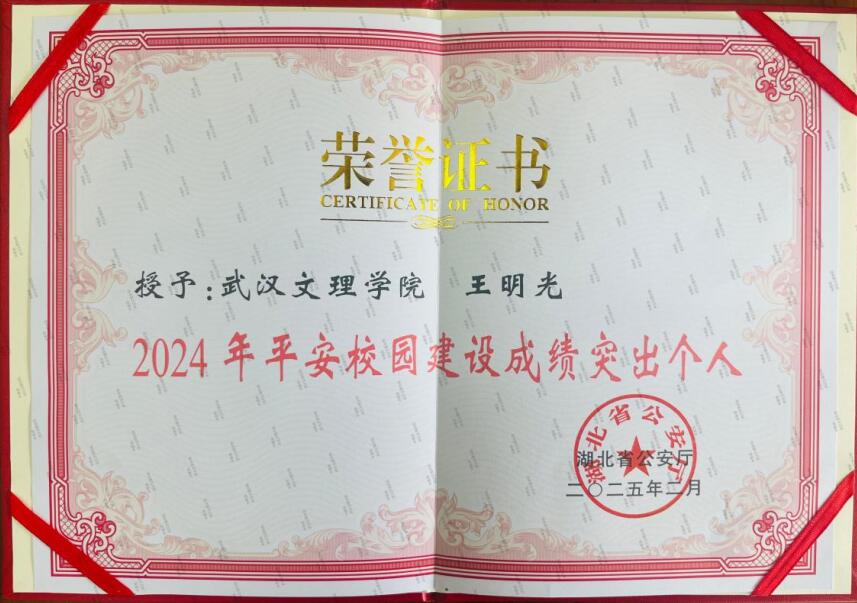 荣誉证书
CERTIFICATE OF HONOR
授予:武汉文理学院 王明光
2024年平安校园建设成绩突出个人
湖北省公安厅
湖北省公安厅
二〇二五年二月